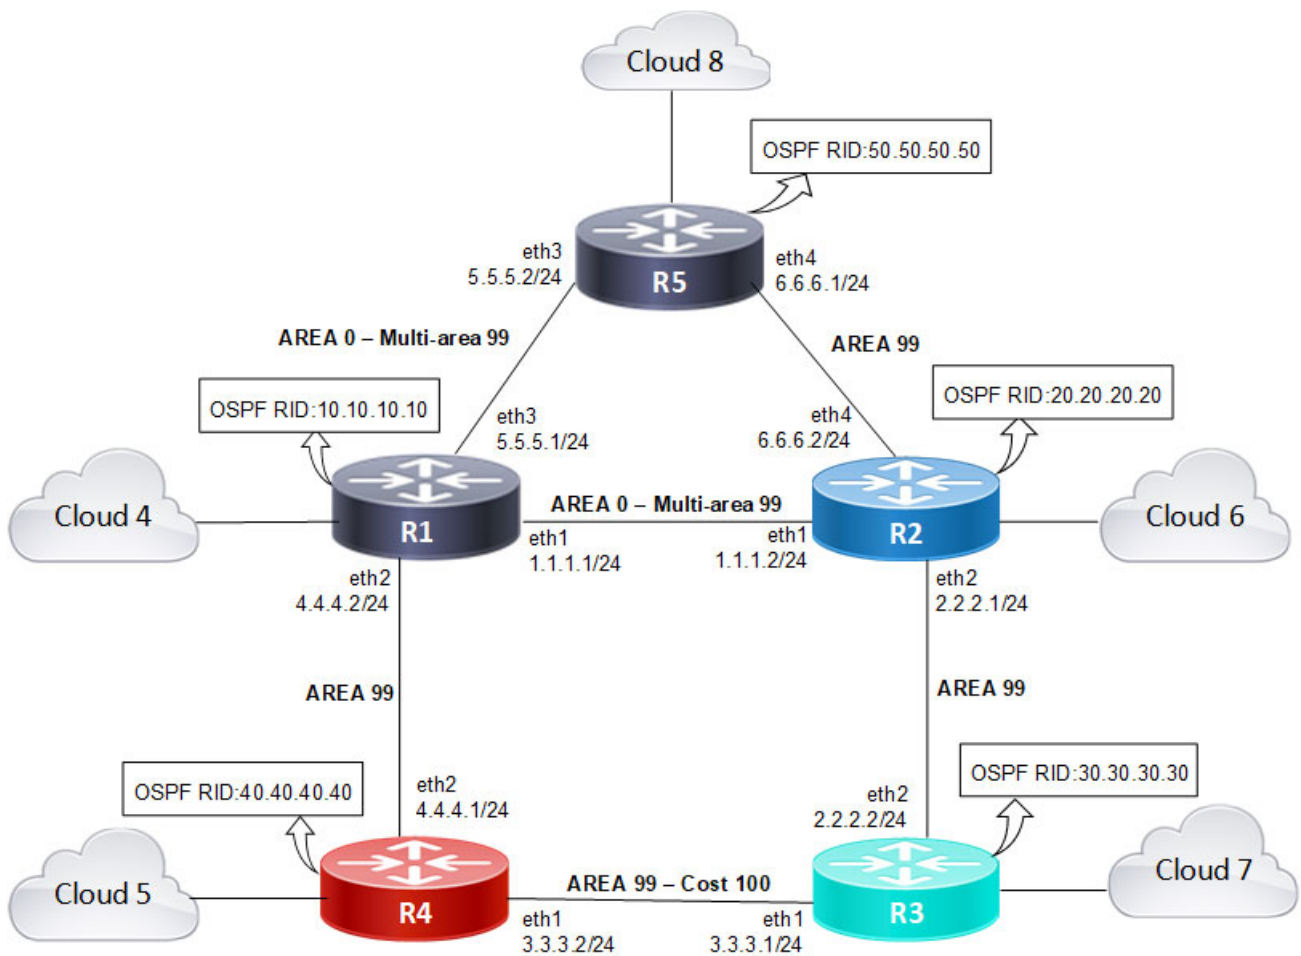 Cloud 8
OSPF RID:50.50.50.50
R5
eth3
5.5.5.2/24
eth4
6.6.6.1/24
AREA 0 – Multi-area 99
AREA 99
OSPF RID:10.10.10.10
OSPF RID:20.20.20.20
eth3
5.5.5.1/24
eth4
6.6.6.2/24
Cloud 4
R1
AREA 0 – Multi-area 99
R2
Cloud 6
eth1
1.1.1.1/24
eth1
1.1.1.2/24
eth2
4.4.4.2/24
eth2
2.2.2.1/24
AREA 99
AREA 99
OSPF RID:40.40.40.40
OSPF RID:30.30.30.30
eth2
4.4.4.1/24
eth2
2.2.2.2/24
Cloud 5
R4
AREA 99 – Cost 100
R3
Cloud 7
eth1
3.3.3.2/24
eth1
3.3.3.1/24